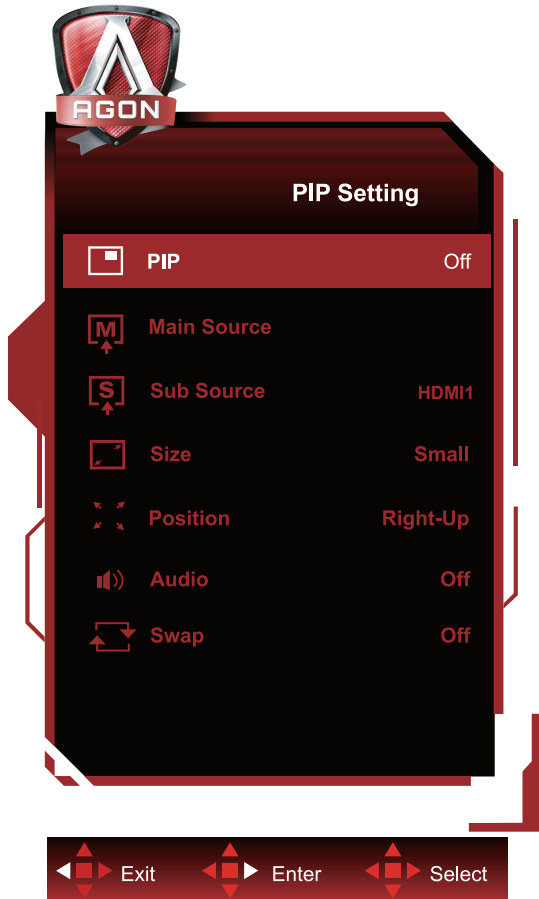 AGON
PIP Setting
PIP Off
M Main Source
S Sub Source HDMI1
Size Small
Position Right-Up
Audio Off
Swap Off
Exit Enter Select